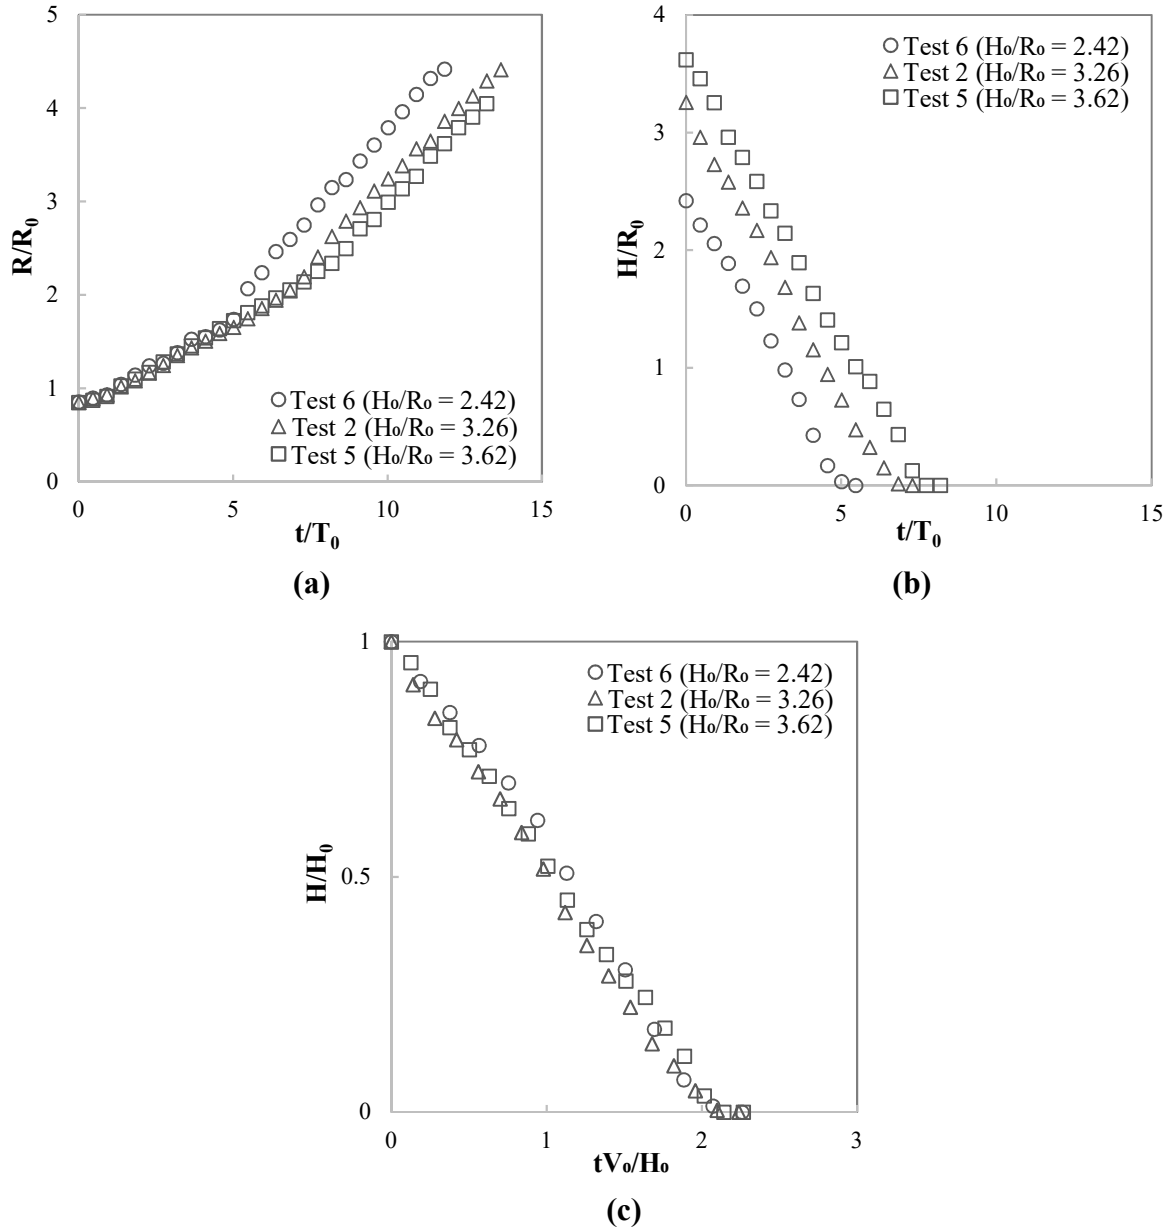 5
4
3
2
1
0
R/R₀
0 5 10 15
t/T₀
Test 6 (H₀/R₀ = 2.42)
Test 2 (H₀/R₀ = 3.26)
Test 5 (H₀/R₀ = 3.62)
(a)
4
3
2
1
0
H/R₀
0 5 10 15
t/T₀
Test 6 (H₀/R₀ = 2.42)
Test 2 (H₀/R₀ = 3.26)
Test 5 (H₀/R₀ = 3.62)
(b)
1
0.5
0
H/H₀
0 1 2 3
tV₀/H₀
Test 6 (H₀/R₀ = 2.42)
Test 2 (H₀/R₀ = 3.26)
Test 5 (H₀/R₀ = 3.62)
(c)